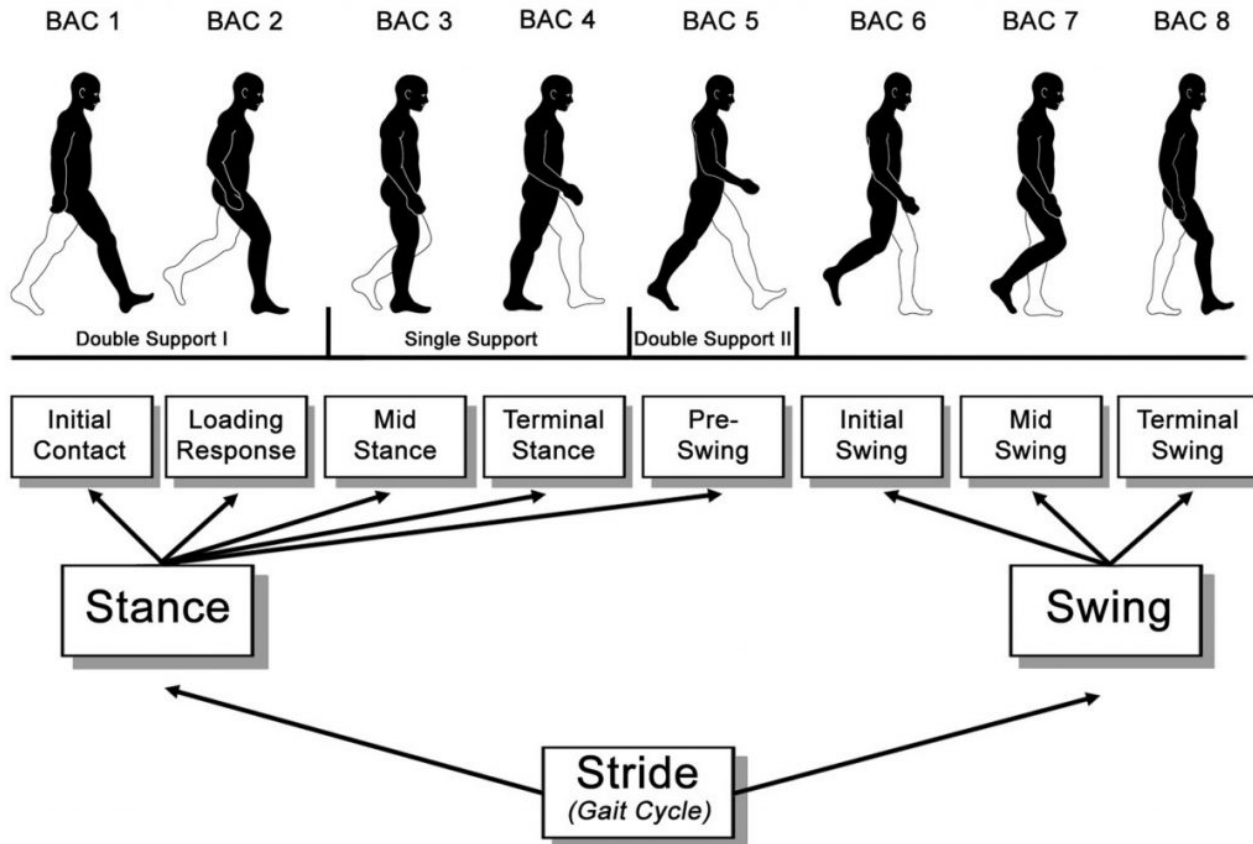 BAC 1 BAC 2 BAC 3 BAC 4 BAC 5 BAC 6 BAC 7 BAC 8
Double Support I Single Support Double Support II
Initial Contact
Loading Response
Mid Stance
Terminal Stance
Pre-Swing
Initial Swing
Mid Swing
Terminal Swing
Stance
Swing
Stride
(Gait Cycle)